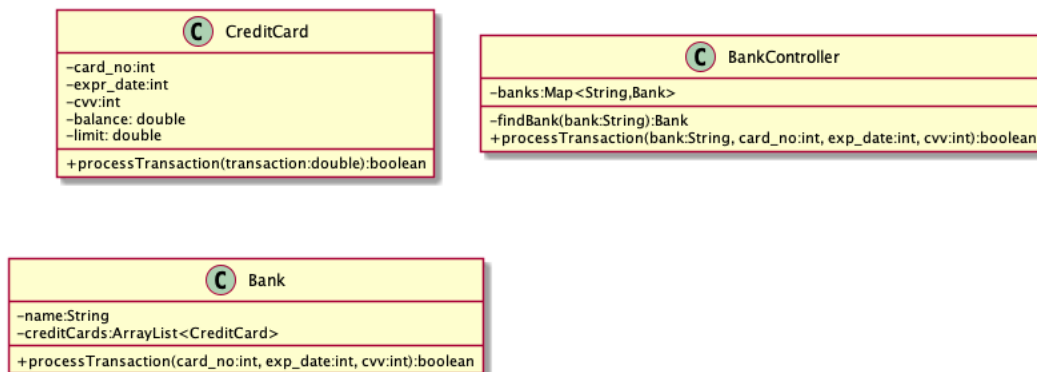 C CreditCard
-card_no:int
-expr_date:int
-cvv:int
-balance: double
-limit: double
+processTransaction(transaction:double):boolean
C BankController
-banks:Map<String,Bank>
-findBank(bank:String):Bank
+processTransaction(bank:String, card_no:int, exp_date:int, cvv:int):boolean
C Bank
-name:String
-creditCards:ArrayList<CreditCard>
+processTransaction(card_no:int, exp_date:int, cvv:int):boolean